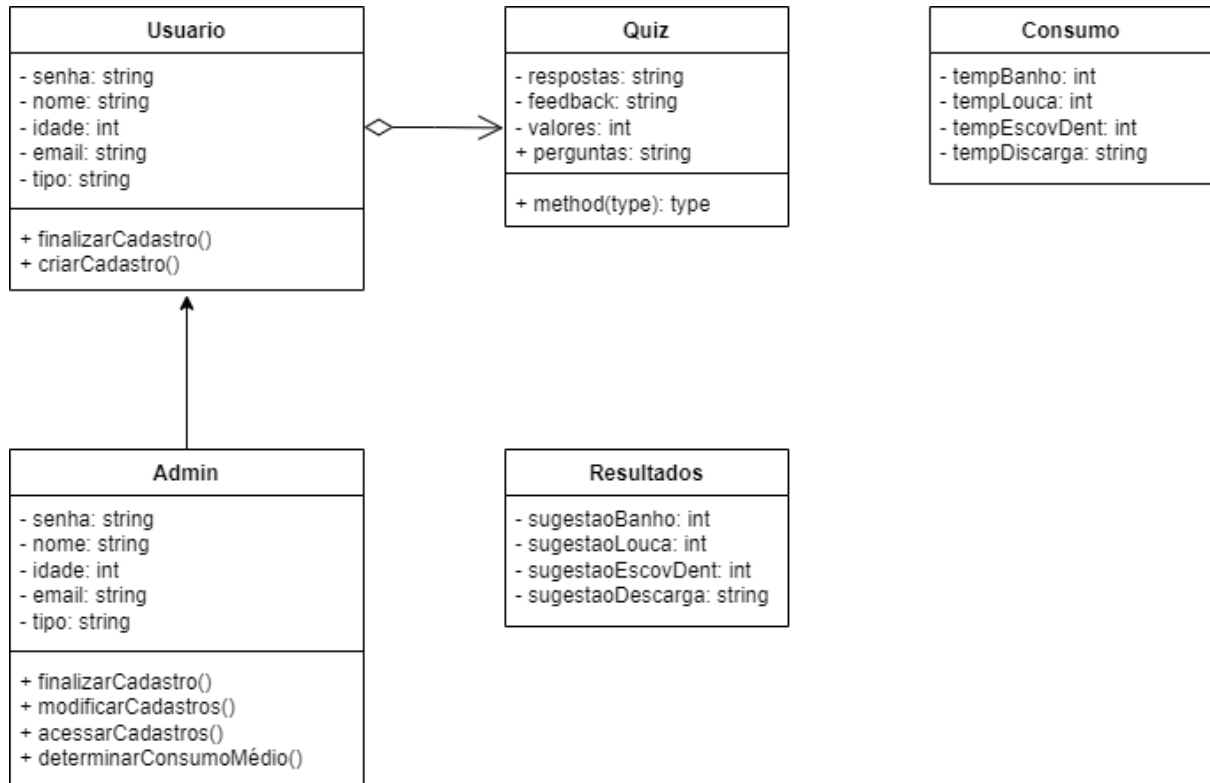 Usuario
- senha: string
- nome: string
- idade: int
- email: string
- tipo: string
+ finalizarCadastro()
+ criarCadastro()
Quiz
- respostas: string
- feedback: string
- valores: int
+ perguntas: string
+ method(type): type
Consumo
- tempBanho: int
- tempLouca: int
- tempEscovDent: int
- tempDiscarga: string
Admin
- senha: string
- nome: string
- idade: int
- email: string
- tipo: string
+ finalizarCadastro()
+ modificarCadastros()
+ acessarCadastros()
+ determinarConsumoMédio()
Resultados
- sugestaoBanho: int
- sugestaoLouca: int
- sugestaoEscovDent: int
- sugestaoDescarga: string